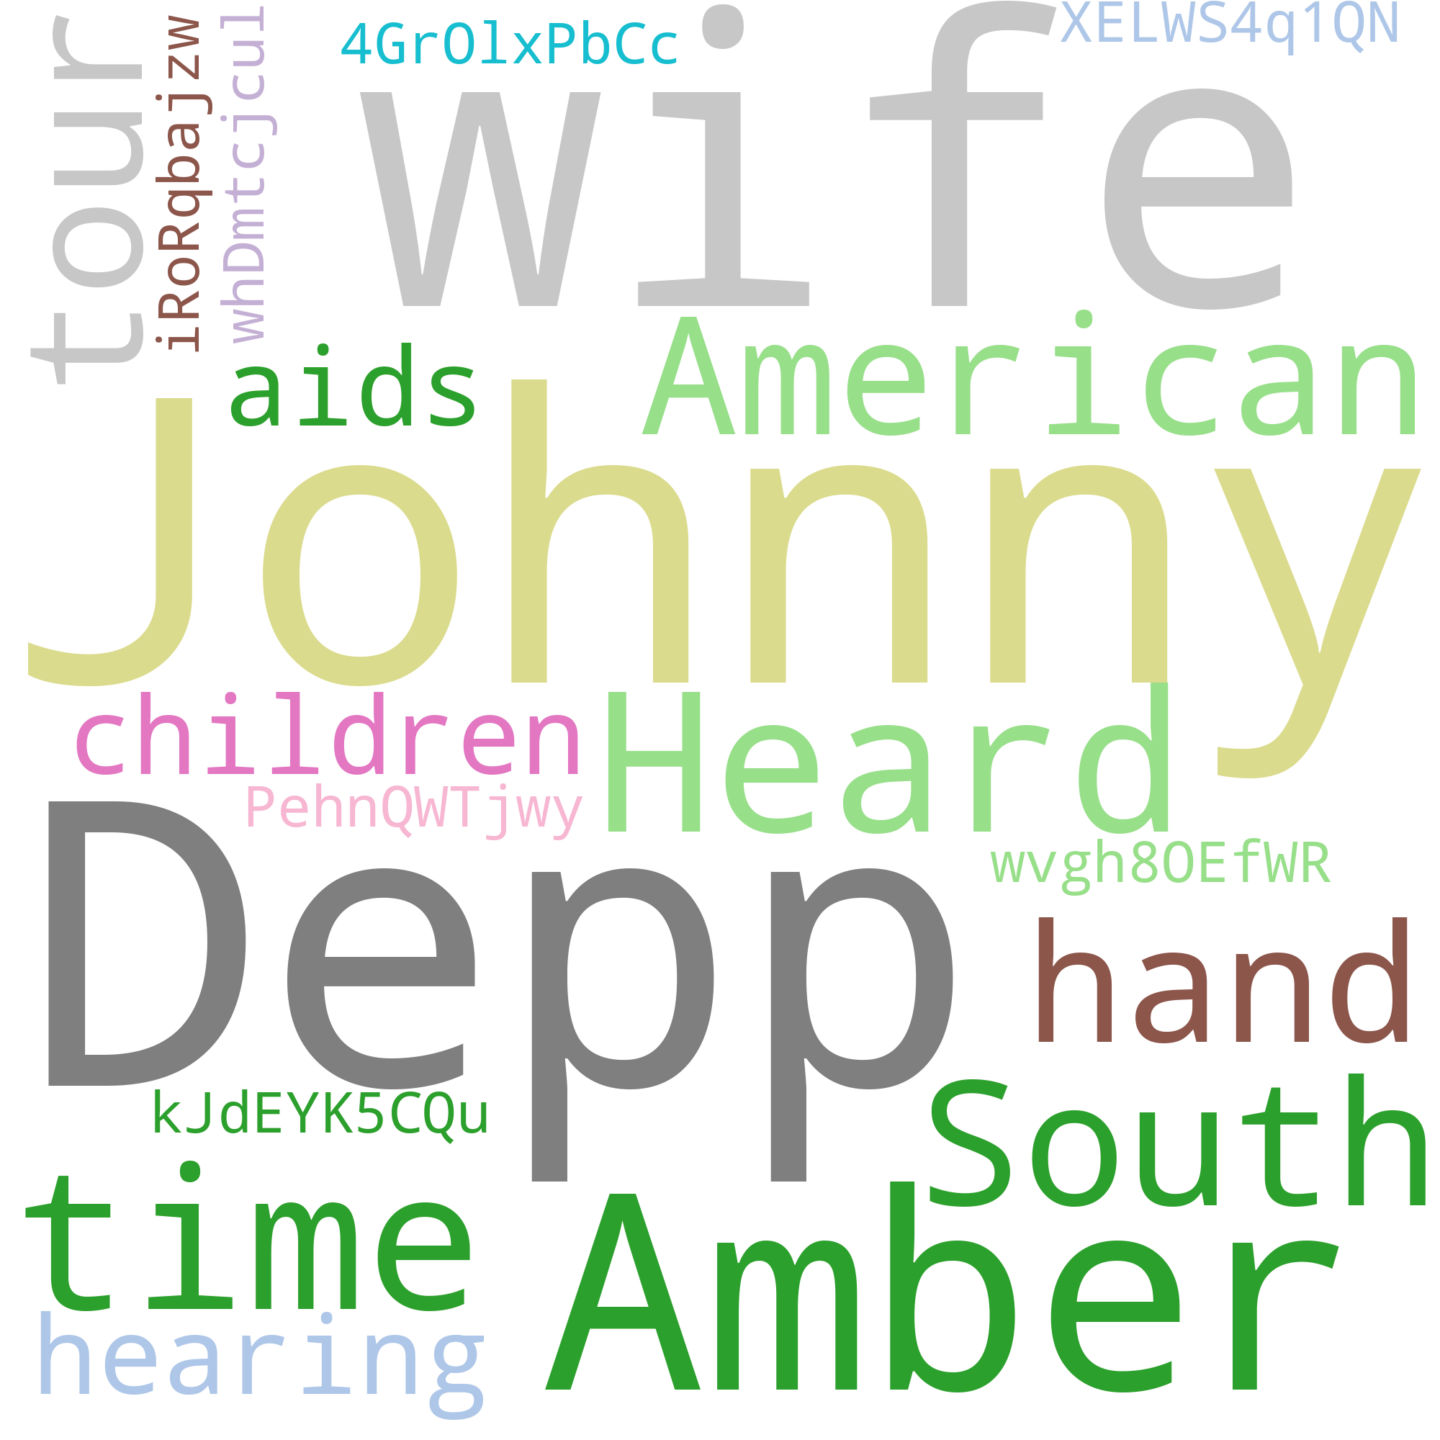 tour
iRoRqbajzw
whDmtcjcul
4GrOlxPbCc
XELWS4q1QN
wife
aids
American
Johnny
children
Heard
PehnQWTjwy
Depp
wvgh8OEfWR
hand
kJdEYK5CQu
South
time
Amber
hearing